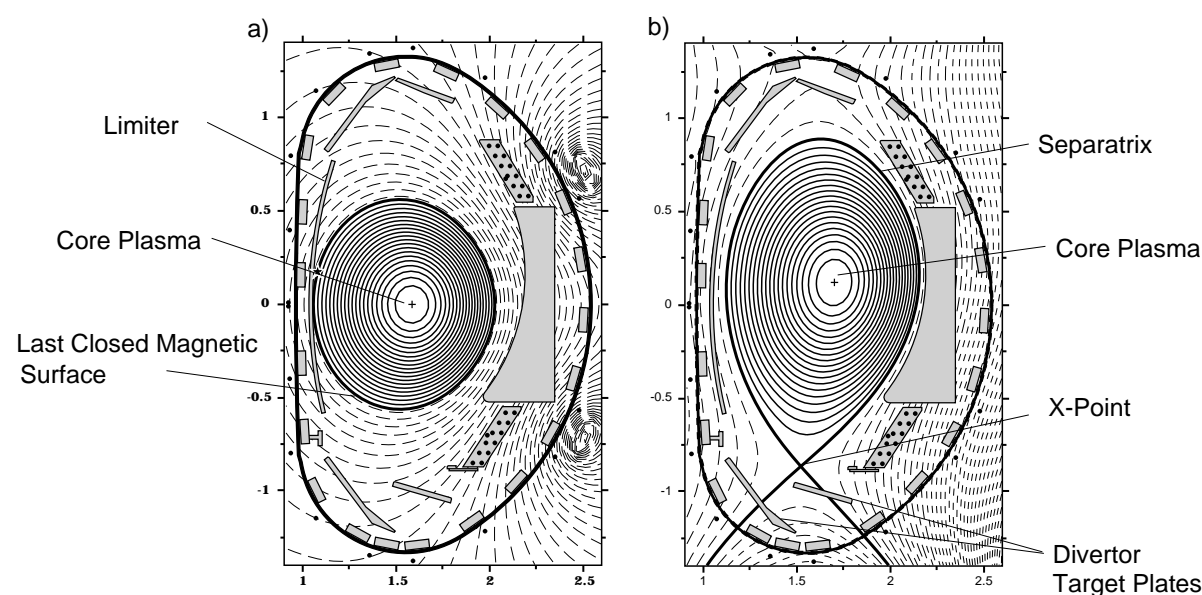 a)
Limiter
Core Plasma
Last Closed Magnetic
Surface
1
0.5
0
-0.5
-1
1 1.5 2 2.5
b)
Separatrix
Core Plasma
X-Point
Divertor
Target Plates
1
0.5
0
-0.5
-1
1 1.5 2 2.5